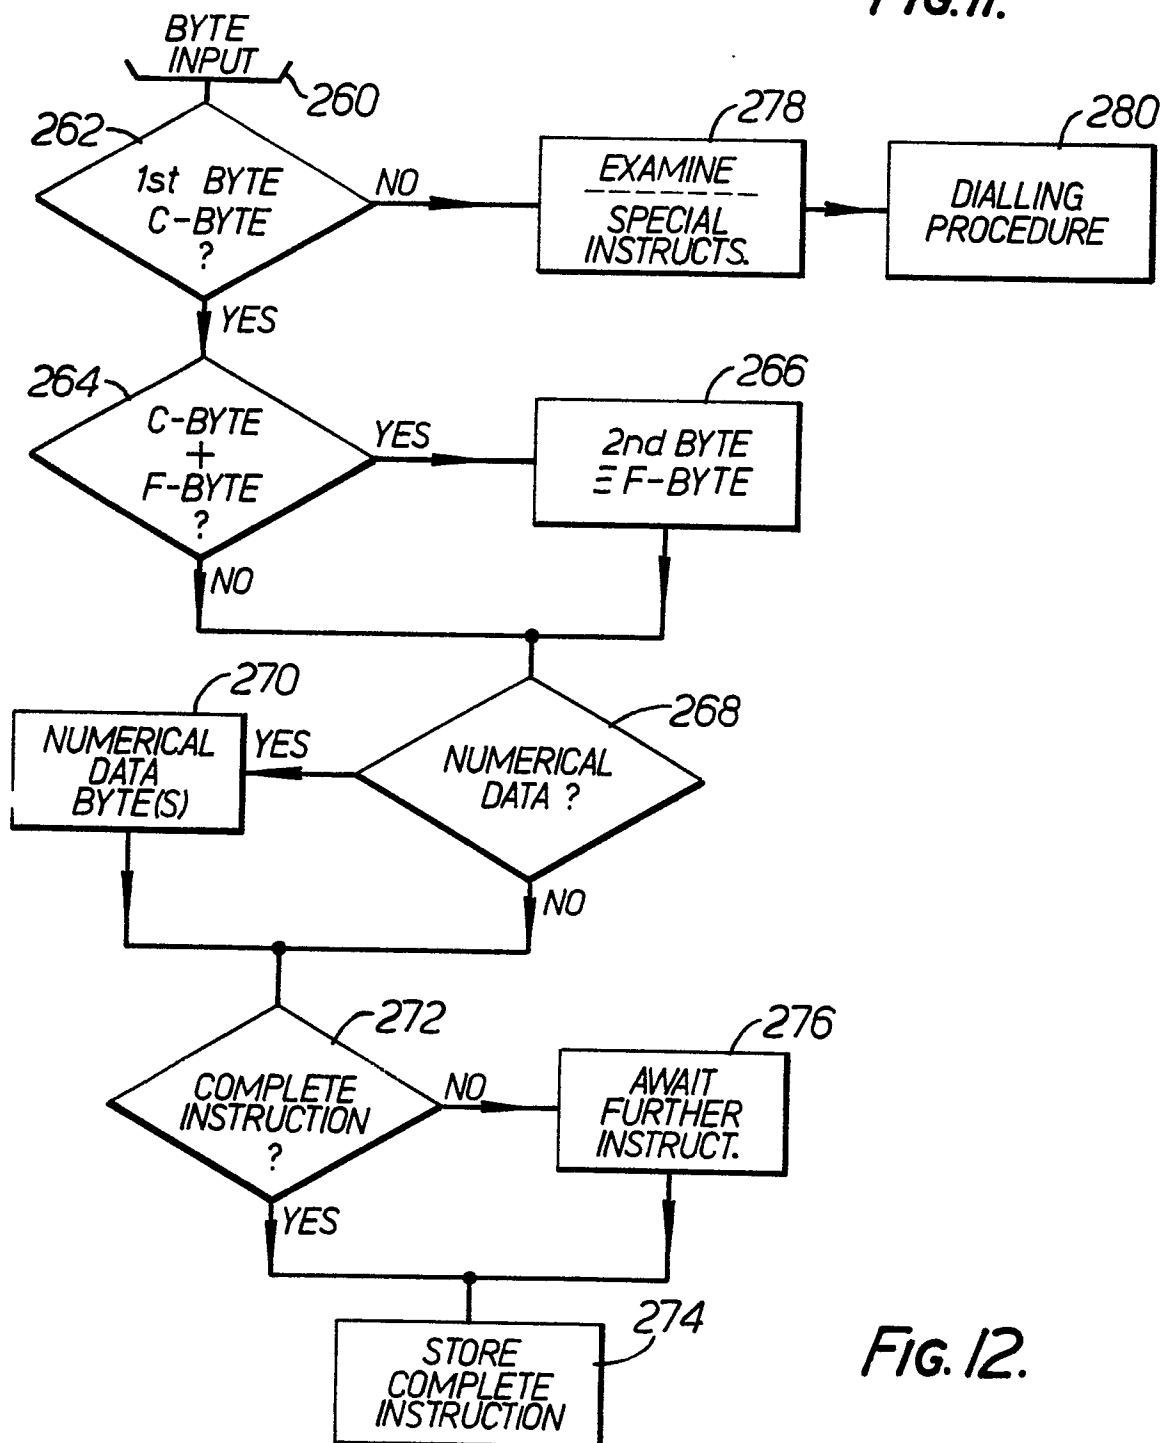 FIG. 11.
BYTE
INPUT
260
262
1st BYTE
C-BYTE
?
NO
278
EXAMINE
SPECIAL
INSTRUCTS.
280
DIALLING
PROCEDURE
YES
264
C-BYTE
+
F-BYTE
?
YES
266
2nd BYTE
≡ F-BYTE
NO
270
NUMERICAL
DATA
BYTE(S)
YES
268
NUMERICAL
DATA ?
NO
272
COMPLETE
INSTRUCTION
?
NO
276
AWAIT
FURTHER
INSTRUCT.
YES
274
STORE
COMPLETE
INSTRUCTION
FIG. 12.